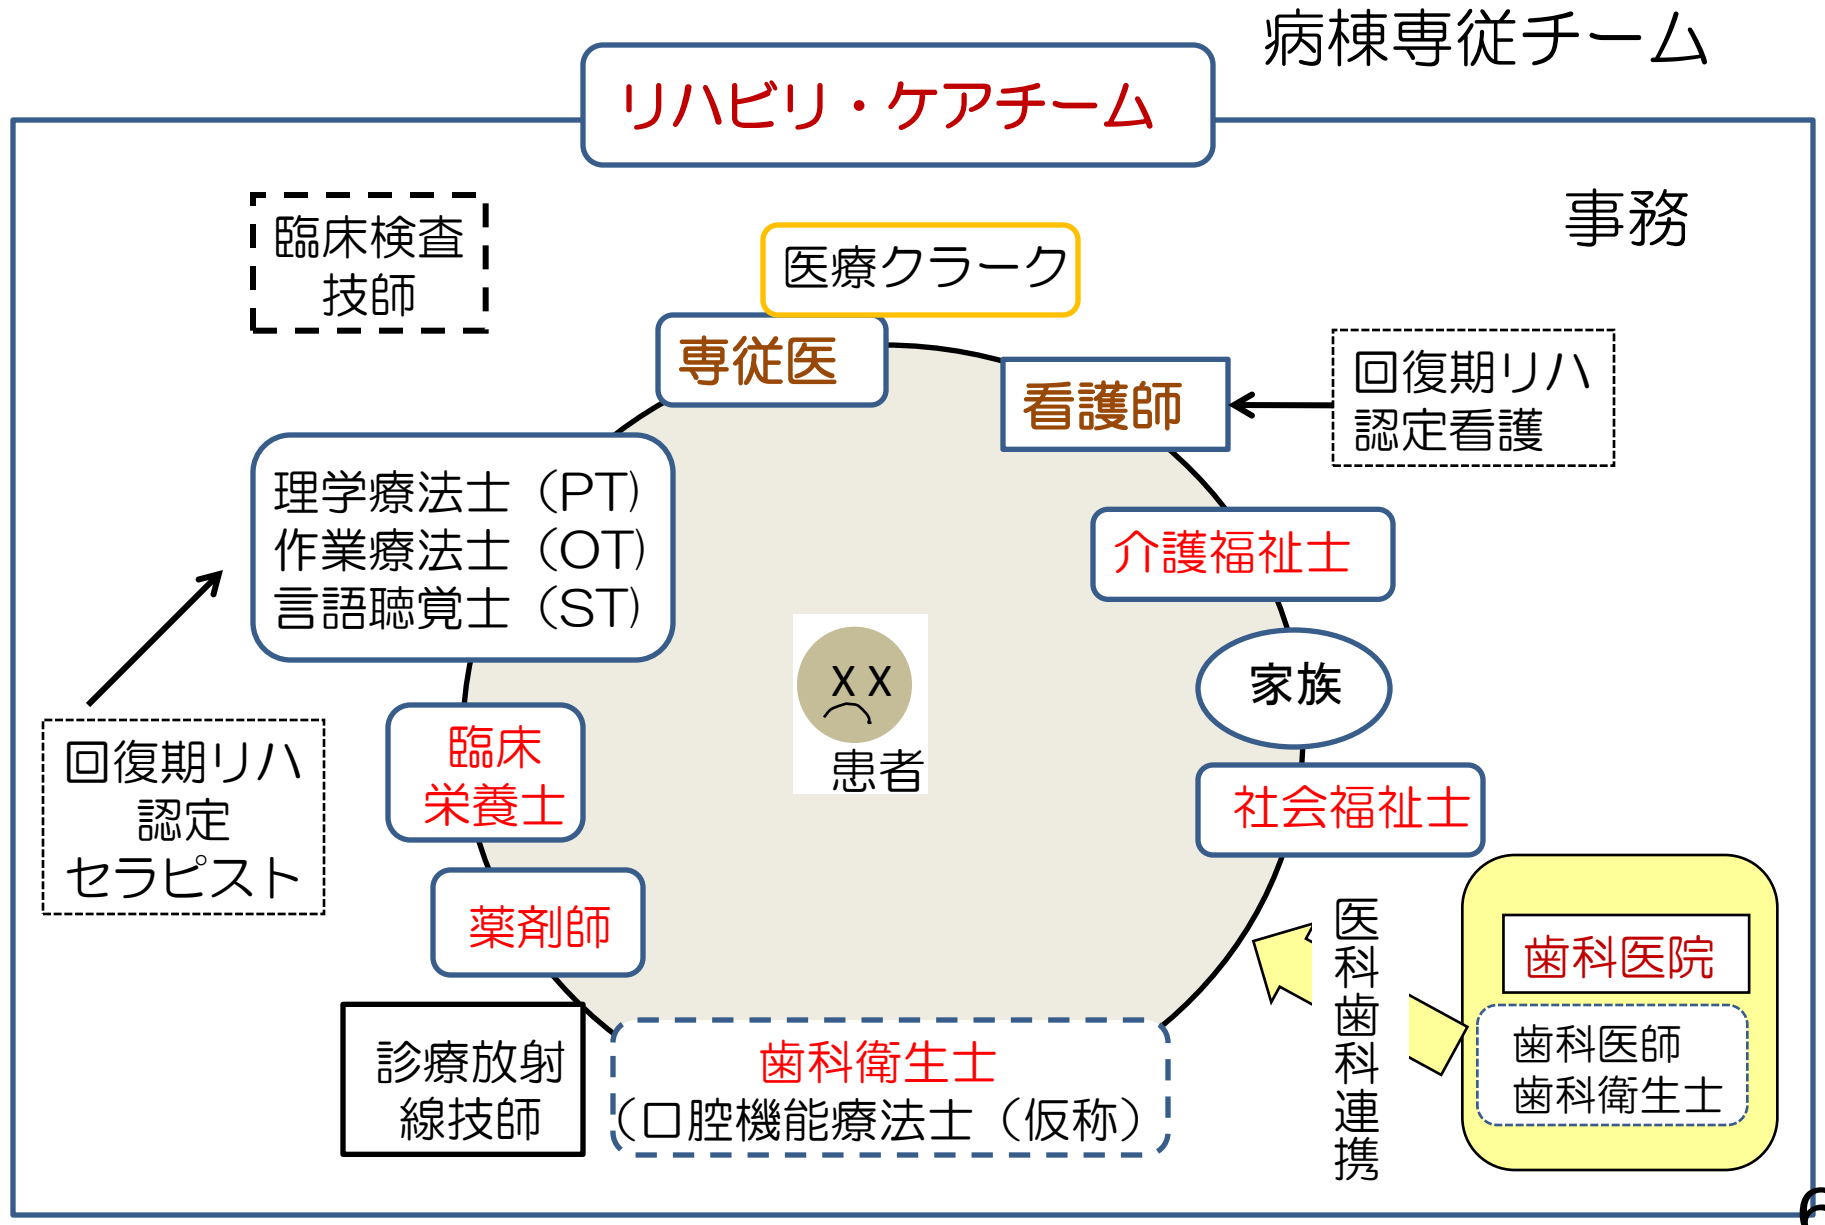 病棟専従チーム
リハビリ・ケアチーム
事務
臨床検査
技師
医療クラーク
専従医
看護師
回復期リハ
認定看護
理学療法士（PT)
作業療法士（OT)
言語聴覚士（ST)
介護福祉士
家族
X X
患者
臨床
栄養士
回復期リハ
認定
セラピスト
社会福祉士
薬剤師
医科歯科連携
歯科医院
歯科医師
歯科衛生士
診療放射
線技師
歯科衛生士
（口腔機能療法士（仮称）